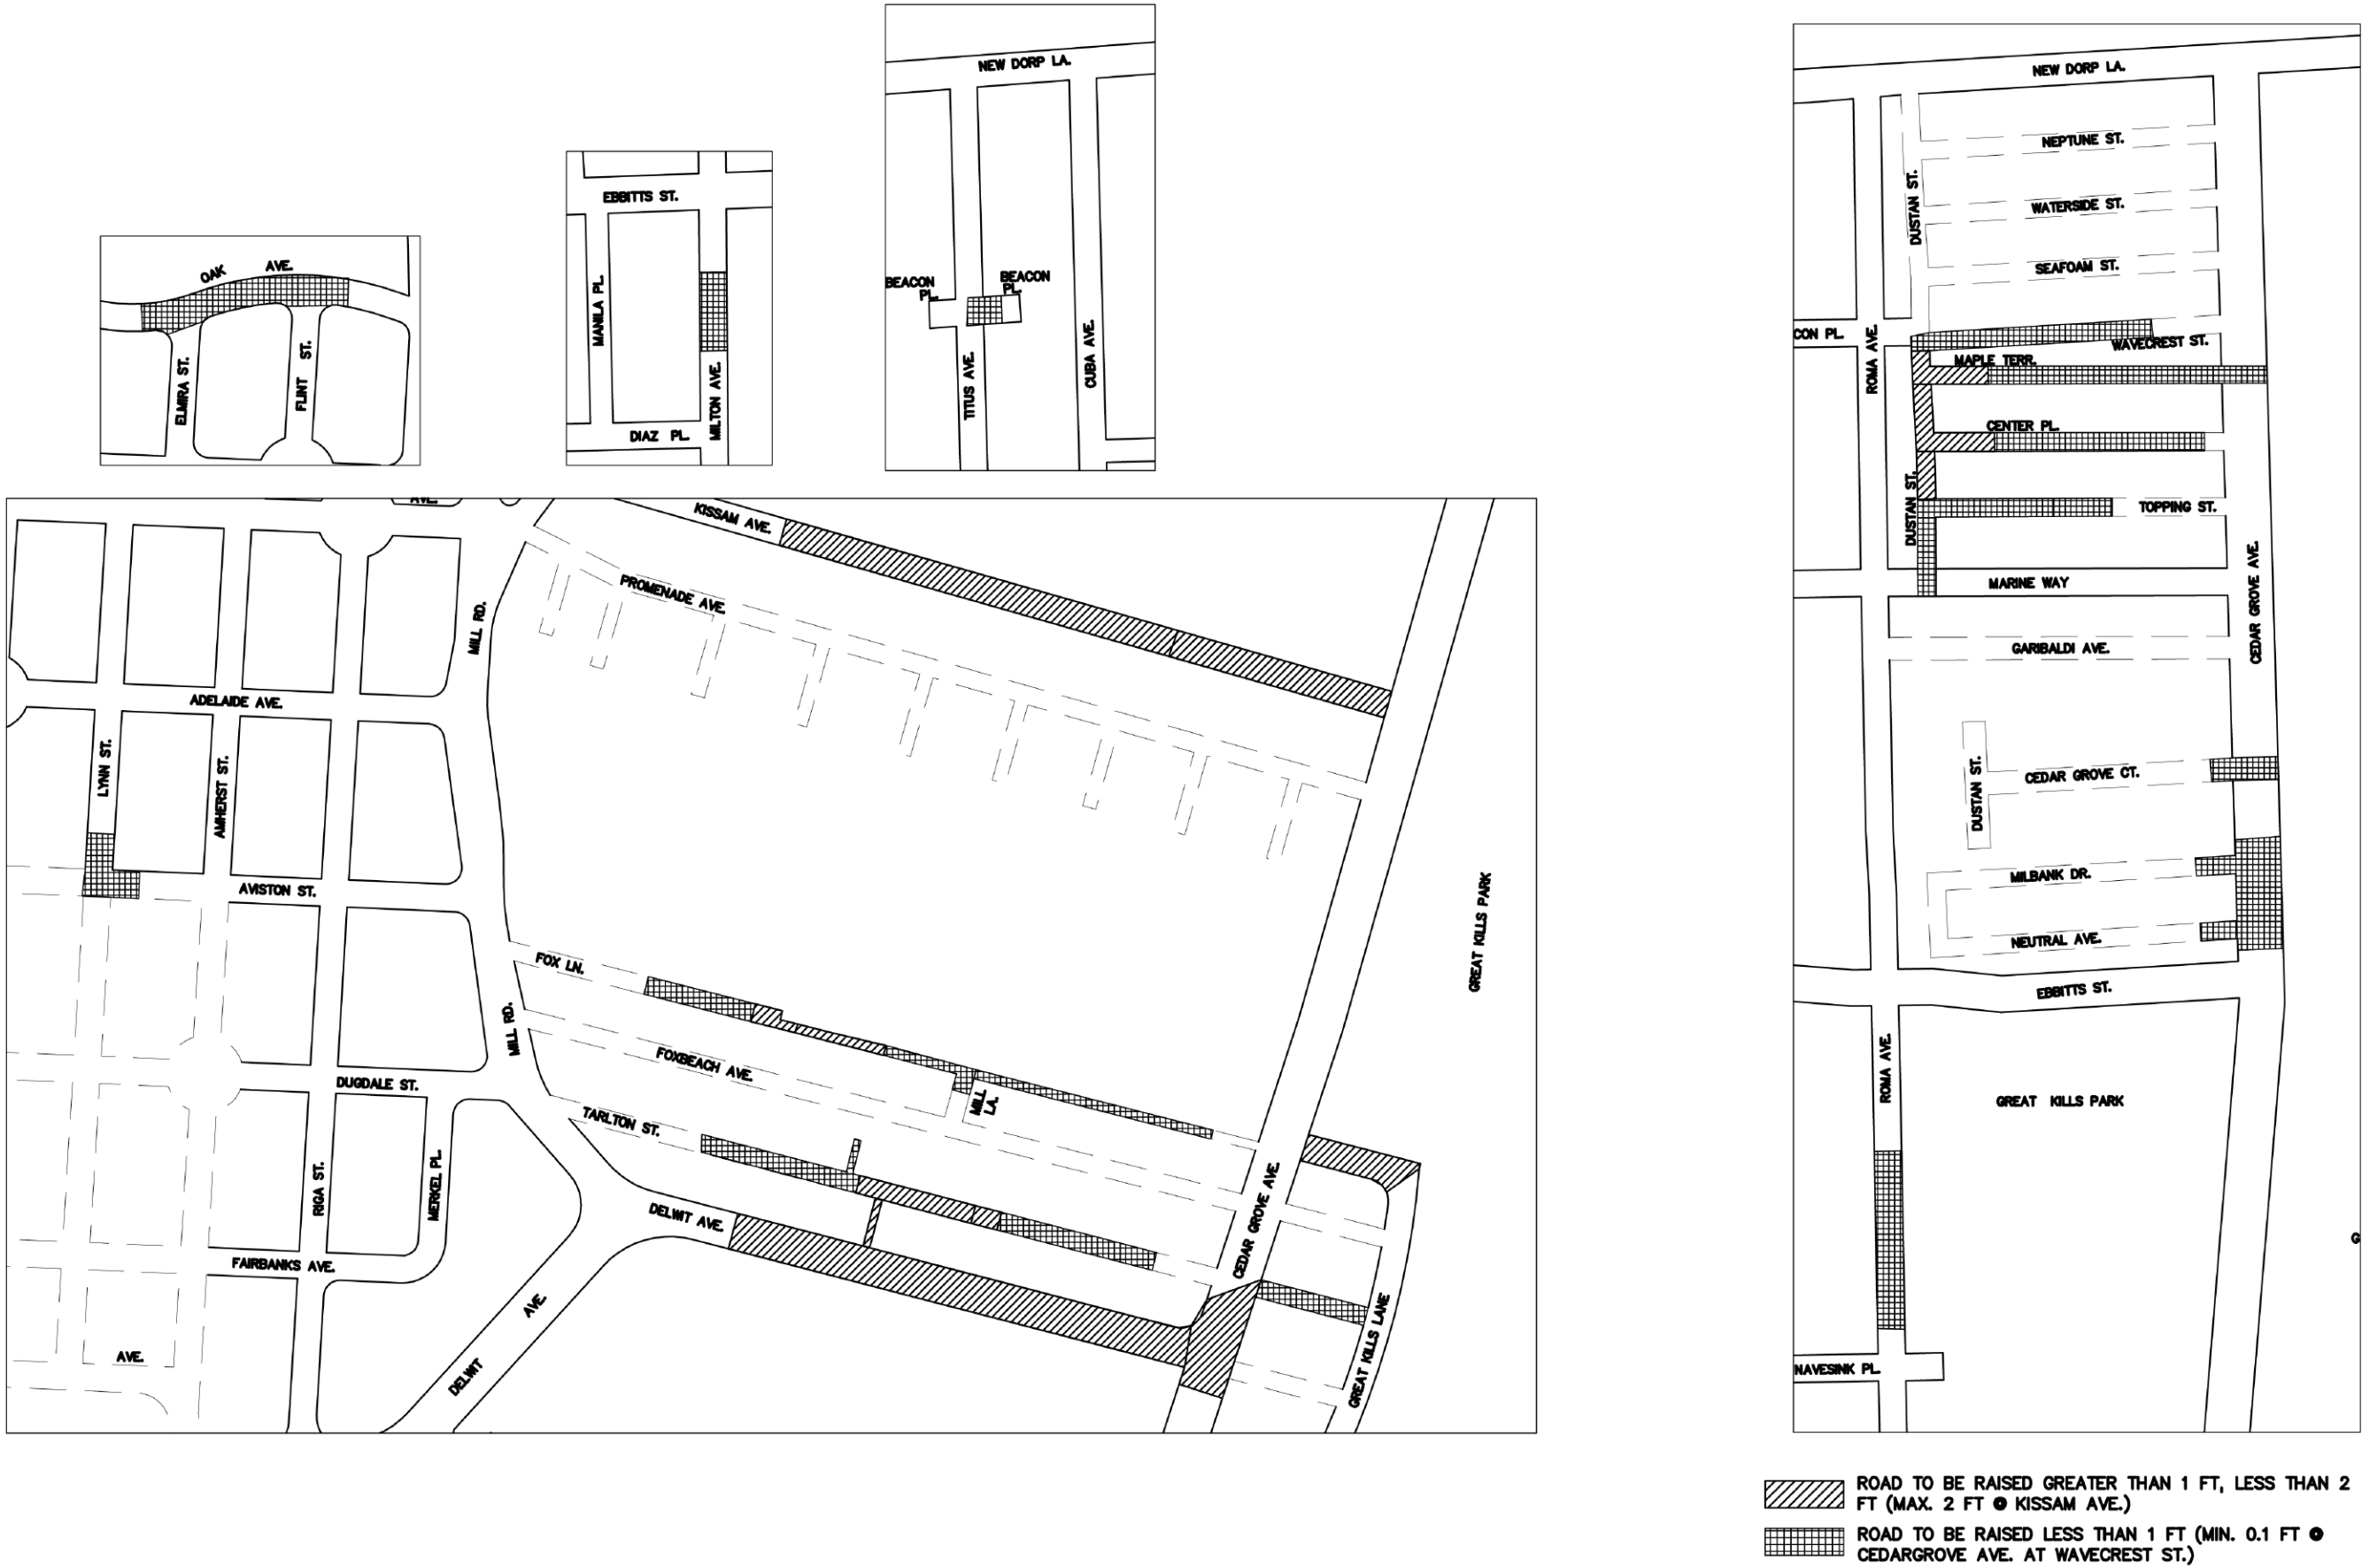 OAK AVE.
ELMIRA ST.
FLINT ST.
EBBITTS ST.
MANILA PL.
MILTON AVE.
DIAZ PL.
NEW DORP LA.
BEACON
PL.
BEACON
PL.
TITUS AVE.
CUBA AVE.
AVE.
KISSAM AVE.
PROMENADE AVE.
MILL RD.
ADELAIDE AVE.
LYNN ST.
AMHERST ST.
AVISTON ST.
GREAT KILLS PARK
FOX LN.
MILL RD.
FOXBEACH AVE.
MILL
LA.
DUGDALE ST.
TARLTON ST.
RIGA ST.
MERKEL PL.
DELWIT AVE.
CEDAR GROVE AVE.
FAIRBANKS AVE.
GREAT KILLS LANE
AVE.
DELWIT AVE.
NEW DORP LA.
NEPTUNE ST.
DUSTAN ST.
WATERSIDE ST.
SEAFOAM ST.
CON PL.
ROMA AVE.
WAVECREST ST.
MAPLE TERR.
CENTER PL.
DUSTAN ST.
TOPPING ST.
MARINE WAY
CEDAR GROVE AVE.
GARIBALDI AVE.
DUSTAN ST.
CEDAR GROVE CT.
MILBANK DR.
NEUTRAL AVE.
EBBITTS ST.
ROMA AVE.
GREAT KILLS PARK
G
NAVESINK PL.
ROAD TO BE RAISED GREATER THAN 1 FT, LESS THAN 2
FT (MAX. 2 FT @ KISSAM AVE.)
ROAD TO BE RAISED LESS THAN 1 FT (MIN. 0.1 FT @
CEDARGROVE AVE. AT WAVECREST ST.)